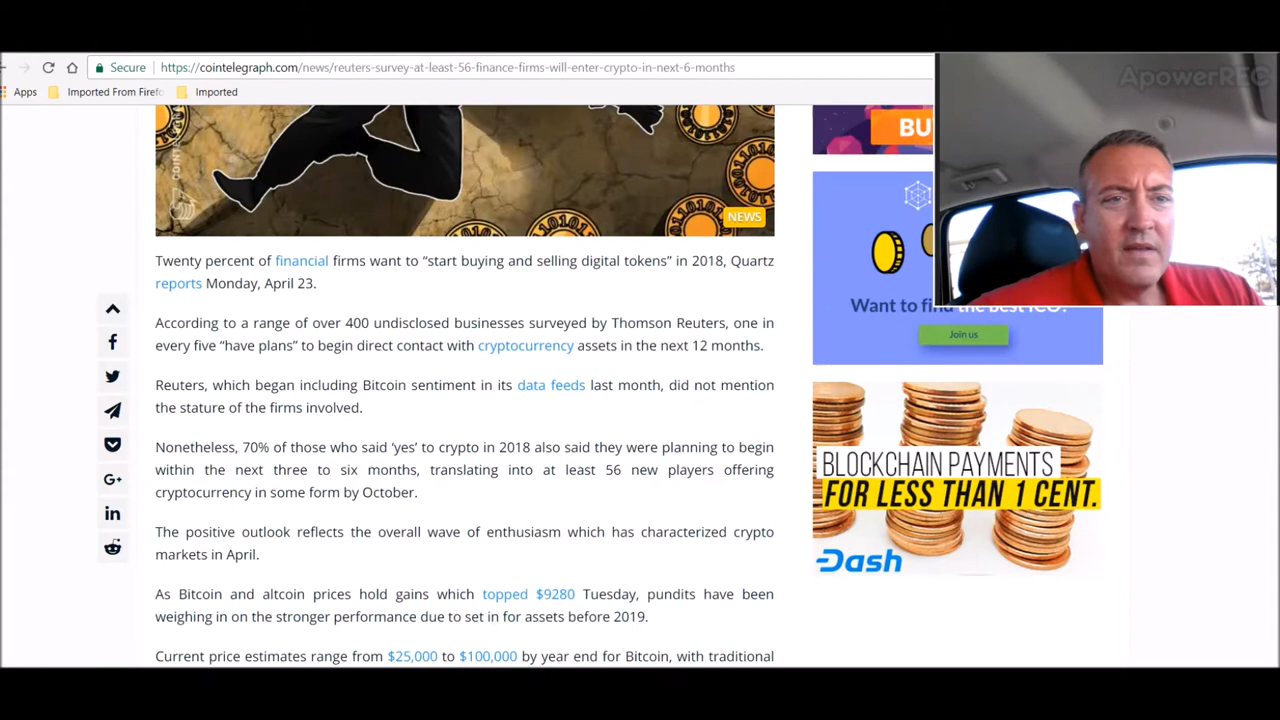 ApowerREC
Secure
https://cointelegraph.com/news/reuters-survey-at-least-56-finance-firms-will-enter-crypto-in-next-6-months
Apps
Imported From Firefo
Imported
COINTELEGRAPH
NEWS
BU
Twenty percent of financial firms want to “start buying and selling digital tokens” in 2018, Quartz
reports Monday, April 23.
According to a range of over 400 undisclosed businesses surveyed by Thomson Reuters, one in
every five “have plans” to begin direct contact with cryptocurrency assets in the next 12 months.
Reuters, which began including Bitcoin sentiment in its data feeds last month, did not mention
the stature of the firms involved.
Nonetheless, 70% of those who said ‘yes’ to crypto in 2018 also said they were planning to begin
within the next three to six months, translating into at least 56 new players offering
cryptocurrency in some form by October.
The positive outlook reflects the overall wave of enthusiasm which has characterized crypto
markets in April.
As Bitcoin and altcoin prices hold gains which topped $9280 Tuesday, pundits have been
weighing in on the stronger performance due to set in for assets before 2019.
Current price estimates range from $25,000 to $100,000 by year end for Bitcoin, with traditional
Want to find the best ICO?
Join us
BLOCKCHAIN PAYMENTS
FOR LESS THAN 1 CENT.
Dash